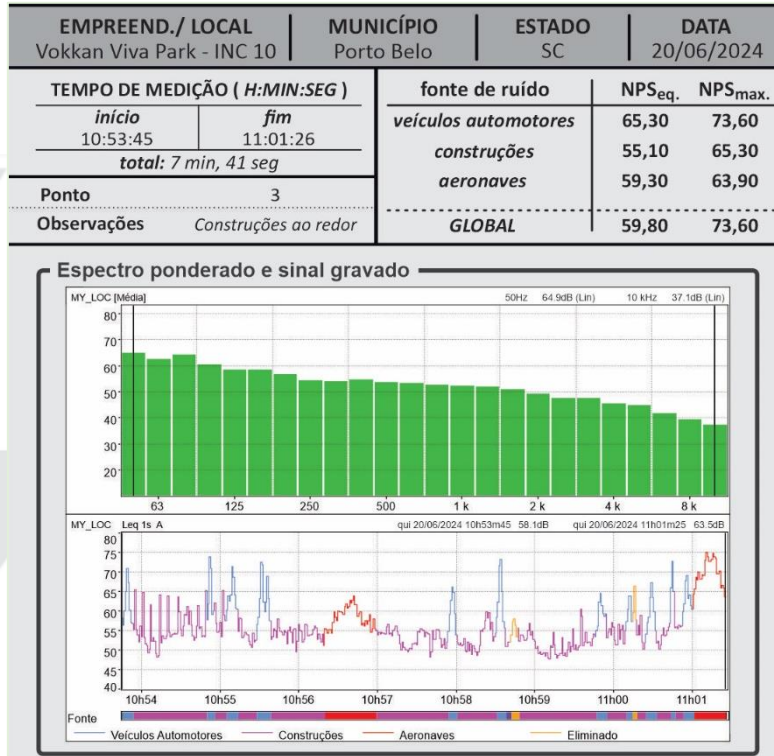 EMPREEND./ LOCAL MUNICÍPIO ESTADO DATA
Vokkan Viva Park - INC 10 Porto Belo SC 20/06/2024
TEMPO DE MEDIÇÃO ( H:MIN:SEG )
início fim
10:53:45 11:01:26
total: 7 min, 41 seg
Ponto 3
Observações Construções ao redor
fonte de ruído NPSeq. NPSmax.
veículos automotores 65,30 73,60
construções 55,10 65,30
aeronaves 59,30 63,90
GLOBAL 59,80 73,60
Espectro ponderado e sinal gravado
MY_LOC [Média] 50Hz 64.9dB (Lin) 10 kHz 37.1dB (Lin)
80
70
60
50
40
30
20
63 125 250 500 1 k 2 k 4 k 8 k
MY_LOC Leq 1s A qui 20/06/2024 10h53m45 58.1dB qui 20/06/2024 11h01m25 63.5dB
80
75
70
65
60
55
50
45
40
10h54 10h55 10h56 10h57 10h58 10h59 11h00 11h01
Fonte
Veículos Automotores Construções Aeronaves Eliminado